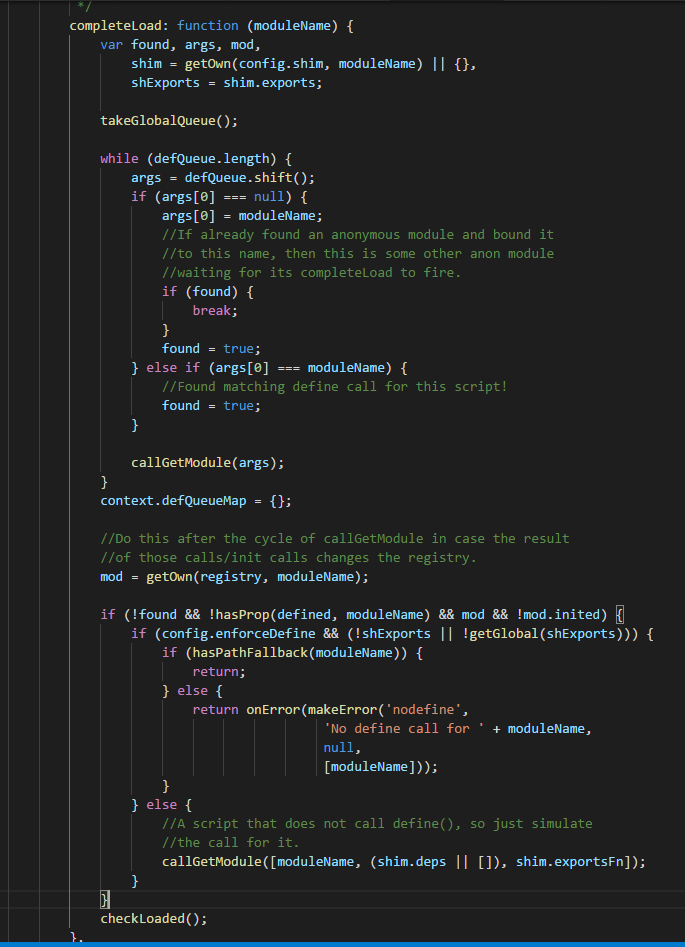 */
completeLoad: function (moduleName) {
var found, args, mod,
shim = getOwn(config.shim, moduleName) || {},
shExports = shim.exports;
takeGlobalQueue();
while (defQueue.length) {
args = defQueue.shift();
if (args[0] === null) {
args[0] = moduleName;
//If already found an anonymous module and bound it
//to this name, then this is some other anon module
//waiting for its completeLoad to fire.
if (found) {
break;
}
found = true;
} else if (args[0] === moduleName) {
//Found matching define call for this script!
found = true;
}
callGetModule(args);
}
context.defQueueMap = {};
//Do this after the cycle of callGetModule in case the result
//of those calls/init calls changes the registry.
mod = getOwn(registry, moduleName);
if (!found && !hasProp(defined, moduleName) && mod && !mod.inited) {
if (config.enforceDefine && (!shExports || !getGlobal(shExports))) {
if (hasPathFallback(moduleName)) {
return;
} else {
return onError(makeError('nodefine',
'No define call for ' + moduleName,
null,
[moduleName]));
}
} else {
//A script that does not call define(), so just simulate
//the call for it.
callGetModule([moduleName, (shim.deps || []), shim.exportsFn]);
}
}
checkLoaded();
},